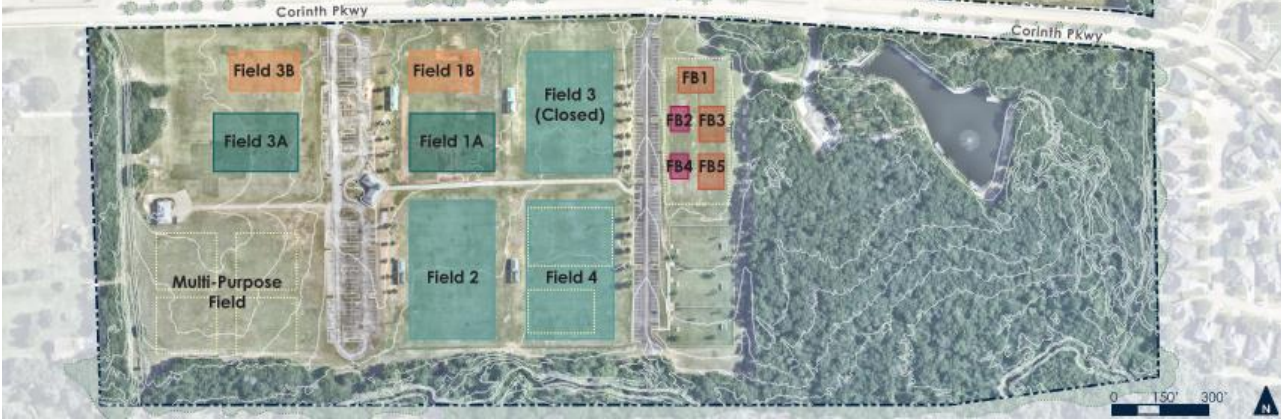 Corinth Pkwy
Corinth Pkwy
Field 3B
Field 1B
Field 3
(Closed)
FB1
FB2
FB3
Field 3A
Field 1A
FB4
FB5
Multi-Purpose
Field
Field 2
Field 4
0 150' 300'
N